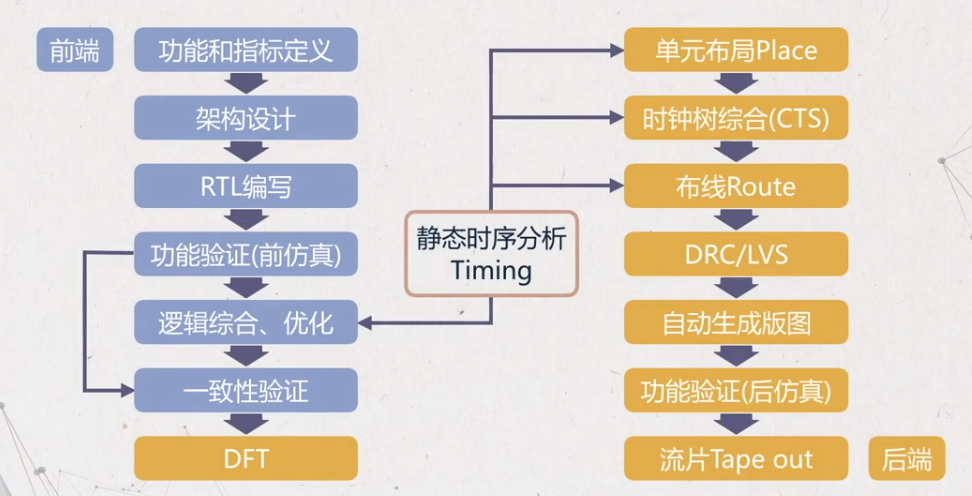 前端
功能和指标定义
架构设计
RTL编写
功能验证(前仿真)
逻辑综合、优化
一致性验证
DFT
静态时序分析
Timing
单元布局Place
时钟树综合(CTS)
布线Route
DRC/LVS
自动生成版图
功能验证(后仿真)
流片Tape out
后端